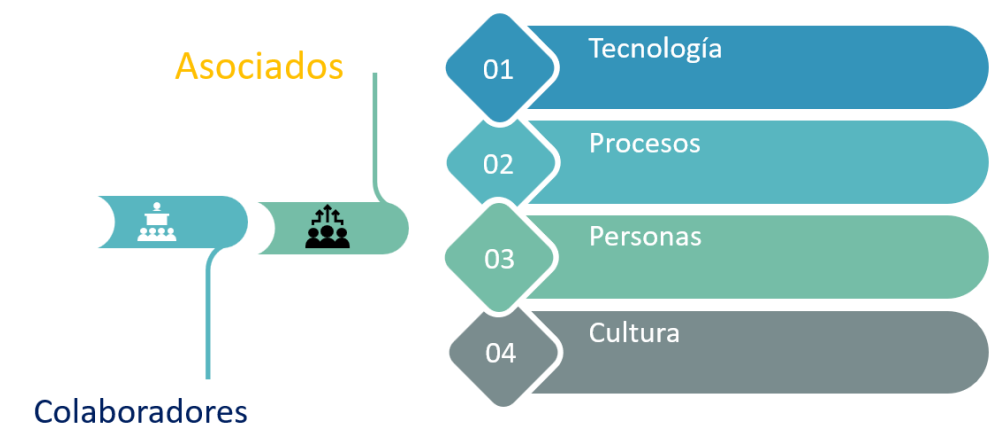 Asociados
Colaboradores
01
Tecnología
02
Procesos
03
Personas
04
Cultura